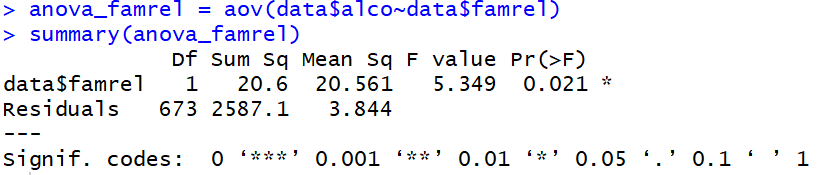 > anova_famrel = aov(data$alco~data$famrel)
> summary(anova_famrel)
             Df Sum Sq Mean Sq F value Pr(>F)
data$famrel   1   20.6  20.561   5.349  0.021 *
Residuals   673 2587.1   3.844
---
Signif. codes:  0 ‘***’ 0.001 ‘**’ 0.01 ‘*’ 0.05 ‘.’ 0.1 ‘ ’ 1